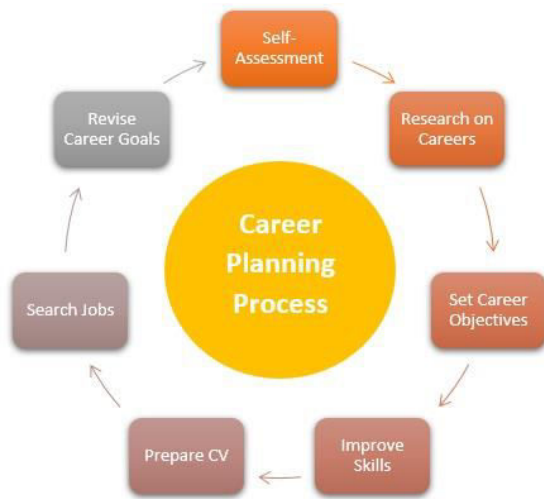 Self-
Assessment
Research on
Careers
Set Career
Objectives
Improve
Skills
Prepare CV
Search Jobs
Revise
Career Goals
Career
Planning
Process